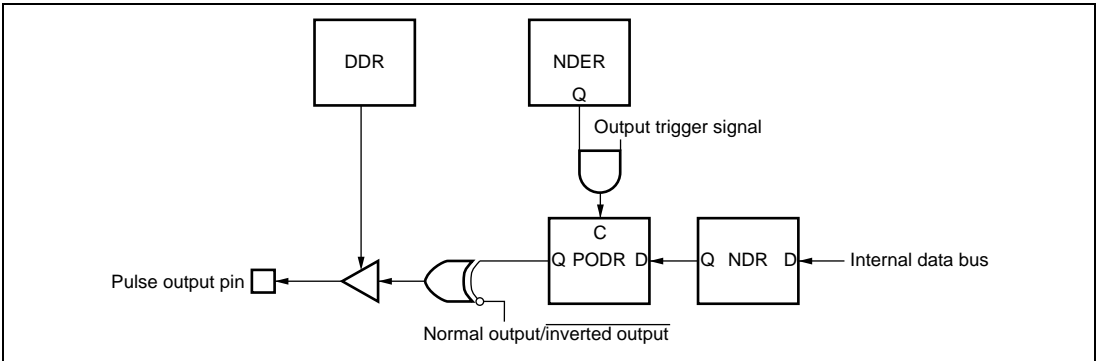 DDR
NDER
Q
Output trigger signal
C
Q PODR D
Q NDR D
Internal data bus
Pulse output pin
Normal output/inverted output